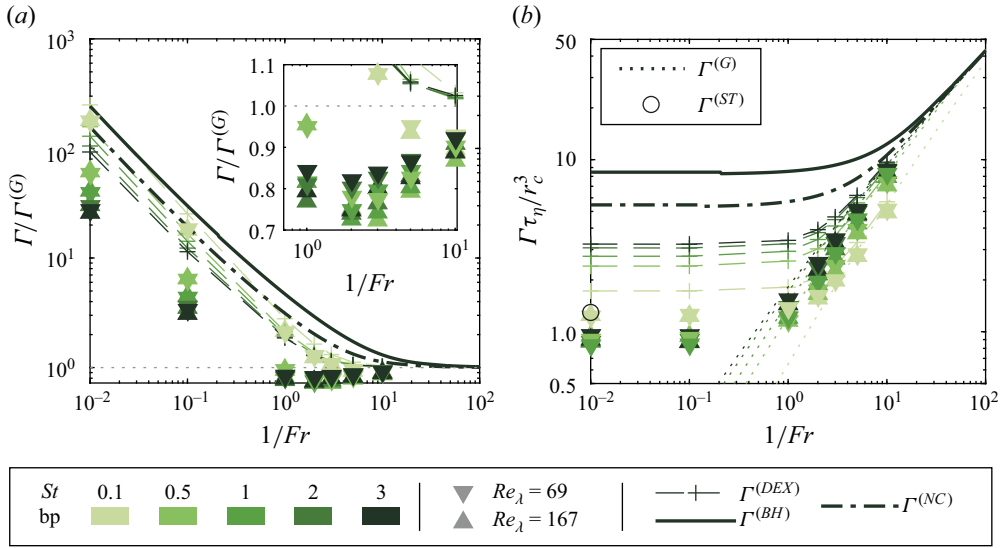 (a)
10³
10²
10¹
10⁰
Γ/Γ⁽ᴳ⁾
10⁻²
10⁻¹
10⁰
10¹
10²
1/Fr
1.1
1.0
0.9
0.8
0.7
Γ/Γ⁽ᴳ⁾
10⁰
10¹
1/Fr
(b)
50
10
1.0
0.5
Γτ_η/r_c³
Γ⁽ᴳ⁾
Γ⁽ˢᵀ⁾
10⁻²
10⁻¹
10⁰
10¹
10²
1/Fr
St 0.1 0.5 1 2 3
bp
Re_λ = 69
Re_λ = 167
Γ⁽ᴰᴱˣ⁾
Γ⁽ᴮᴴ⁾
Γ⁽ᴺᶜ⁾